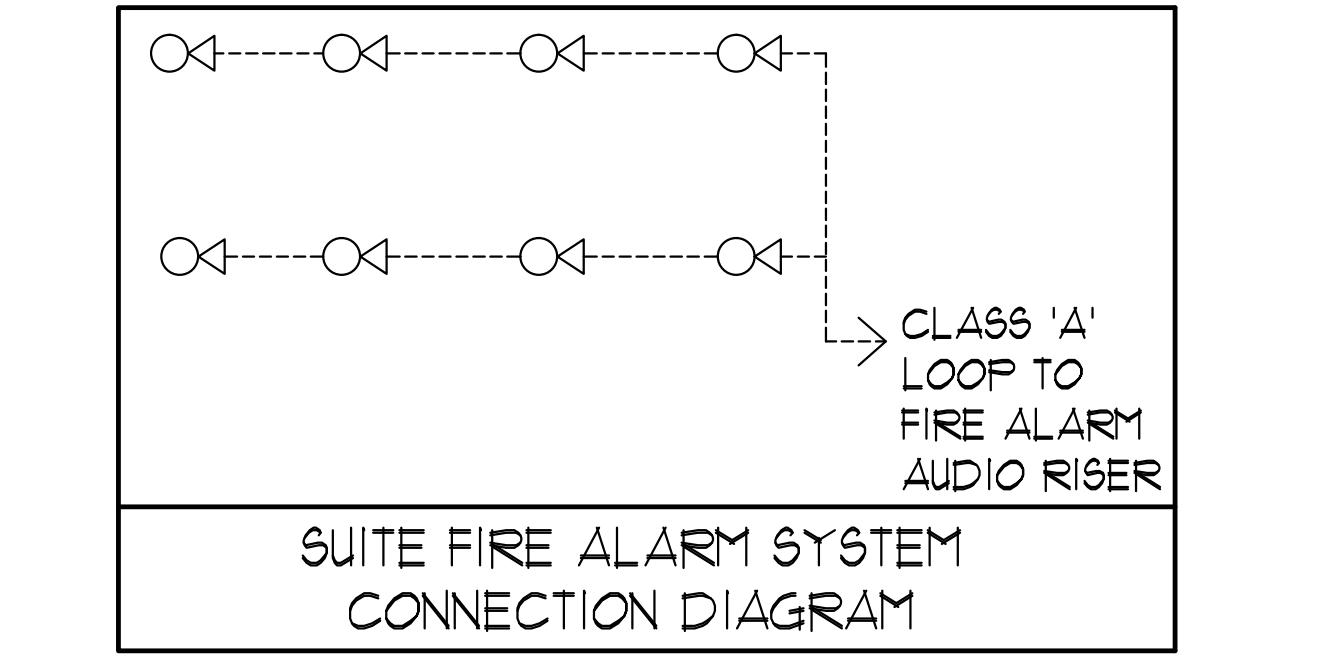 CLASS 'A'
LOOP TO
FIRE ALARM
AUDIO RISER
SUITE FIRE ALARM SYSTEM
CONNECTION DIAGRAM